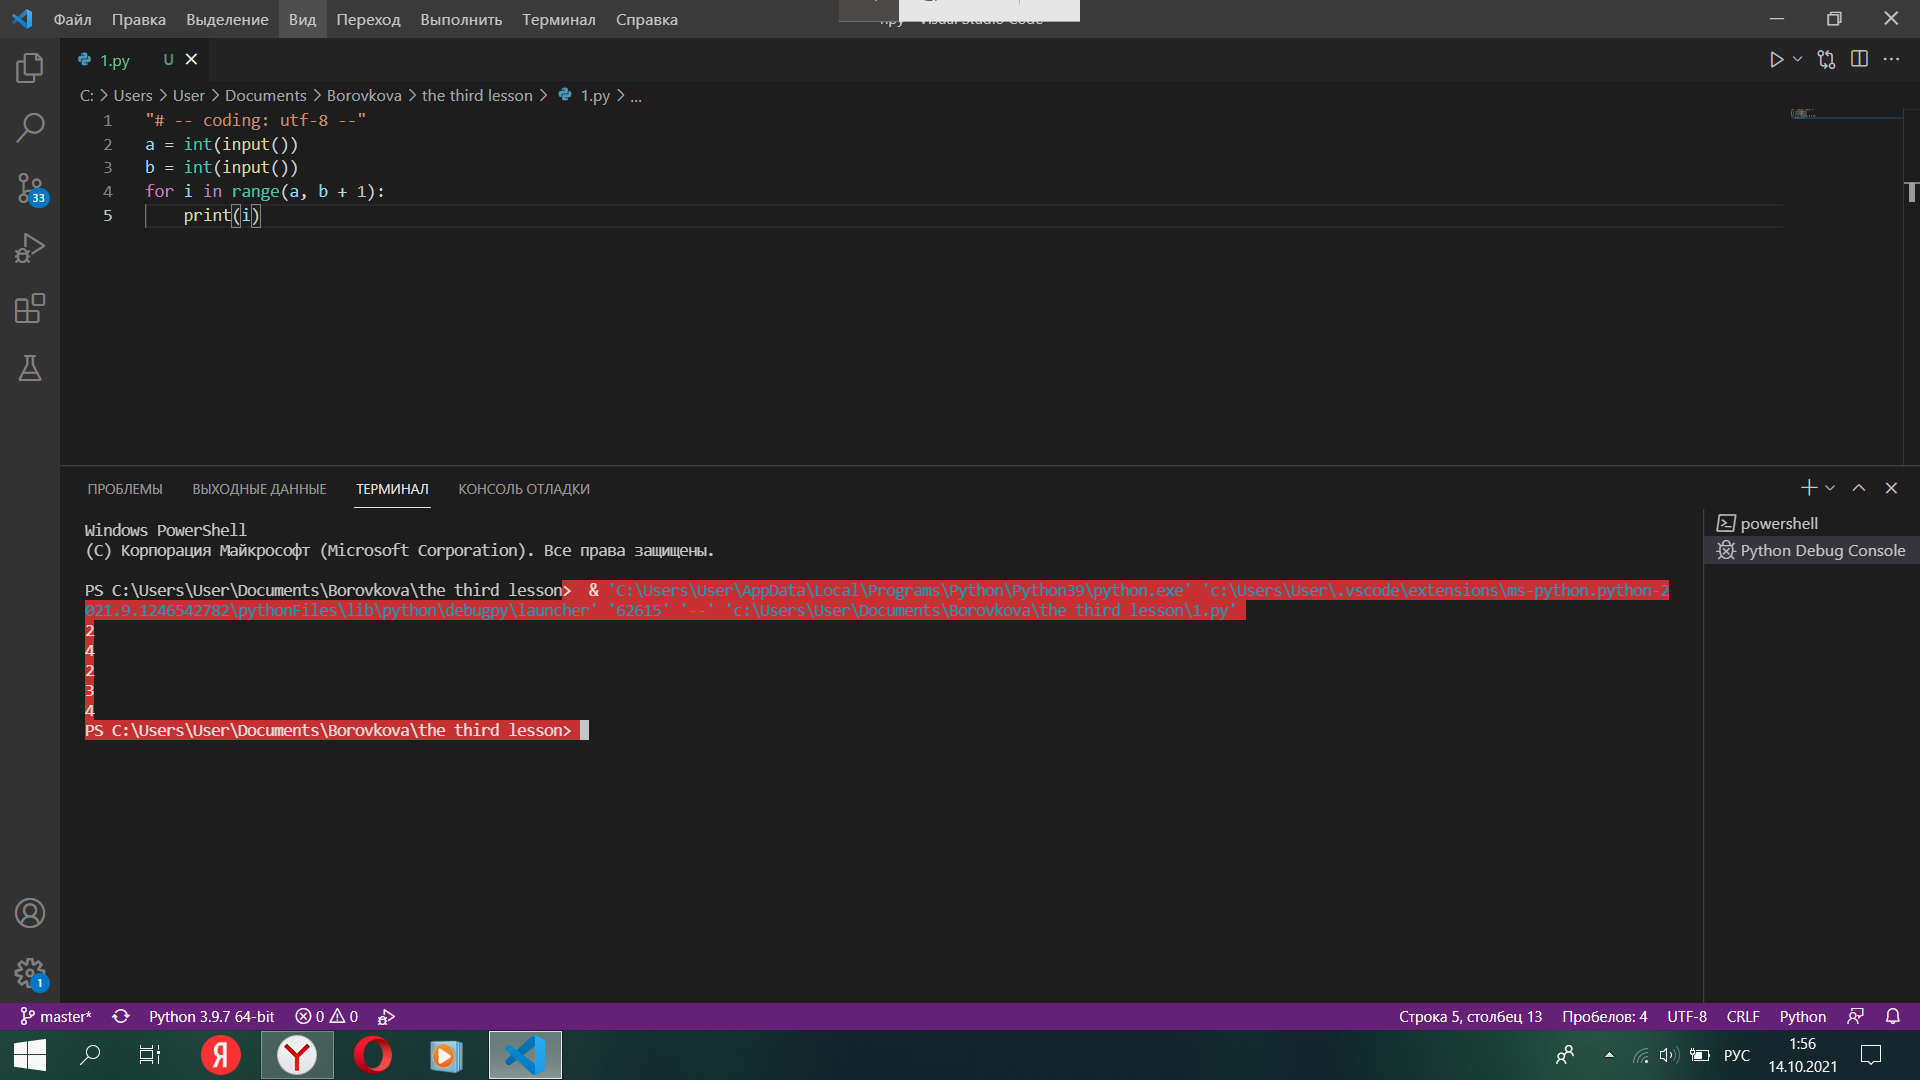 Файл Правка Выделение Вид Переход Выполнить Терминал Справка
1.py U
C: > Users > User > Documents > Borovkova > the third lesson > 1.py > ...
1 "# -- coding: utf-8 --"
2 a = int(input())
3 b = int(input())
4 for i in range(a, b + 1):
5 print(i)
33
ПРОБЛЕМЫ ВЫХОДНЫЕ ДАННЫЕ ТЕРМИНАЛ КОНСОЛЬ ОТЛАДКИ
Windows PowerShell
(C) Корпорация Майкрософт (Microsoft Corporation). Все права защищены.
PS C:\Users\User\Documents\Borovkova\the third lesson>  & 'C:\Users\User\AppData\Local\Programs\Python\Python39\python.exe' 'c:\Users\User\.vscode\extensions\ms-python.python-2
021.9.1246542782\pythonFiles\lib\python\debugpy\launcher' '62615' '--' 'c:\Users\User\Documents\Borovkova\the third lesson\1.py'
2
4
2
3
4
PS C:\Users\User\Documents\Borovkova\the third lesson>
powershell
Python Debug Console
1
master* Python 3.9.7 64-bit 0 0
Строка 5, столбец 13 Пробелов: 4 UTF-8 CRLF Python
Я Y
РУС
1:56
14.10.2021